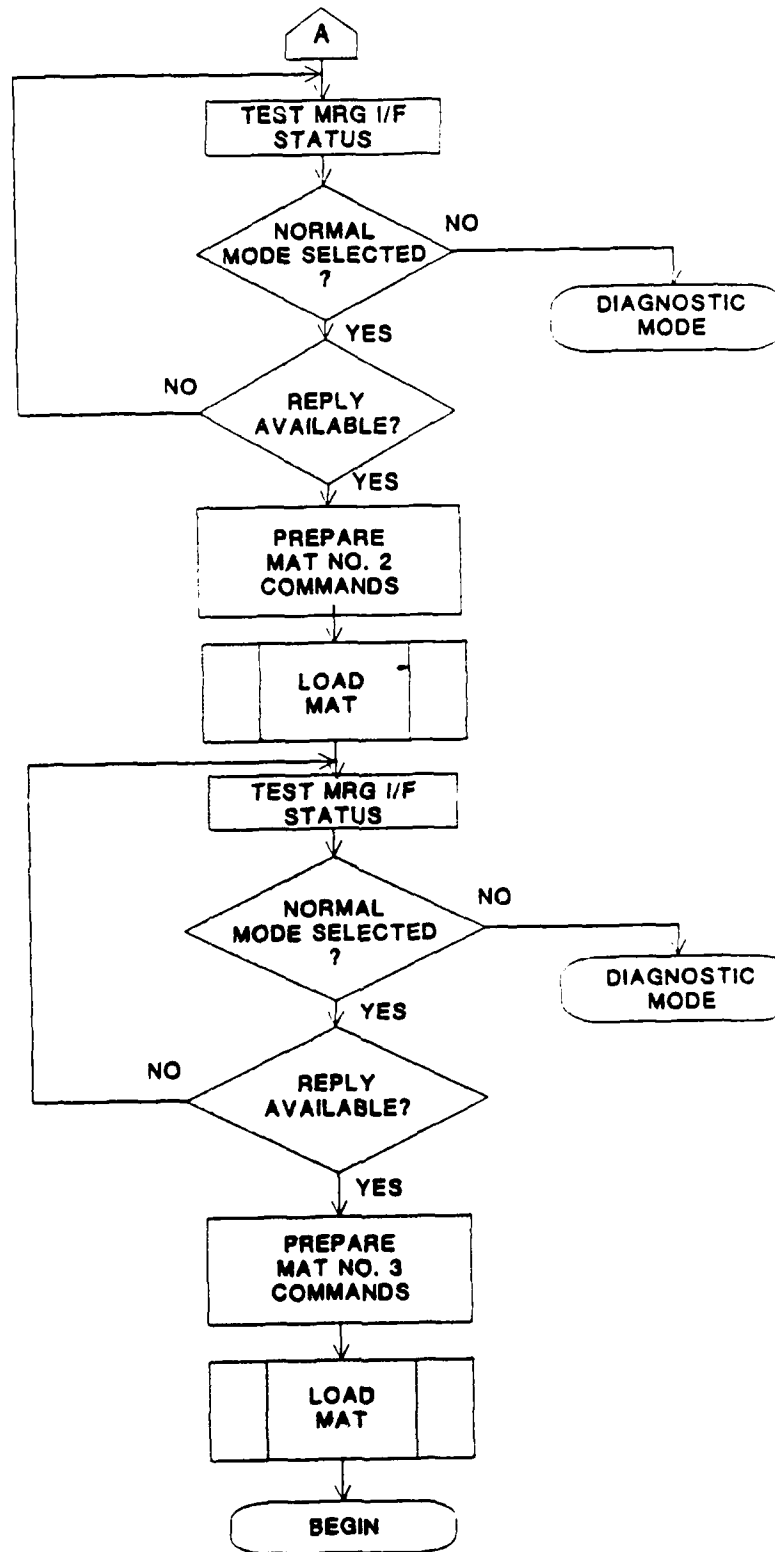 A
TEST MRG I/F
STATUS
NORMAL
MODE SELECTED
?
NO
DIAGNOSTIC
MODE
YES
REPLY
AVAILABLE?
NO
YES
PREPARE
MAT NO. 2
COMMANDS
LOAD
MAT
TEST MRG I/F
STATUS
NORMAL
MODE SELECTED
?
NO
DIAGNOSTIC
MODE
YES
REPLY
AVAILABLE?
NO
YES
PREPARE
MAT NO. 3
COMMANDS
LOAD
MAT
BEGIN